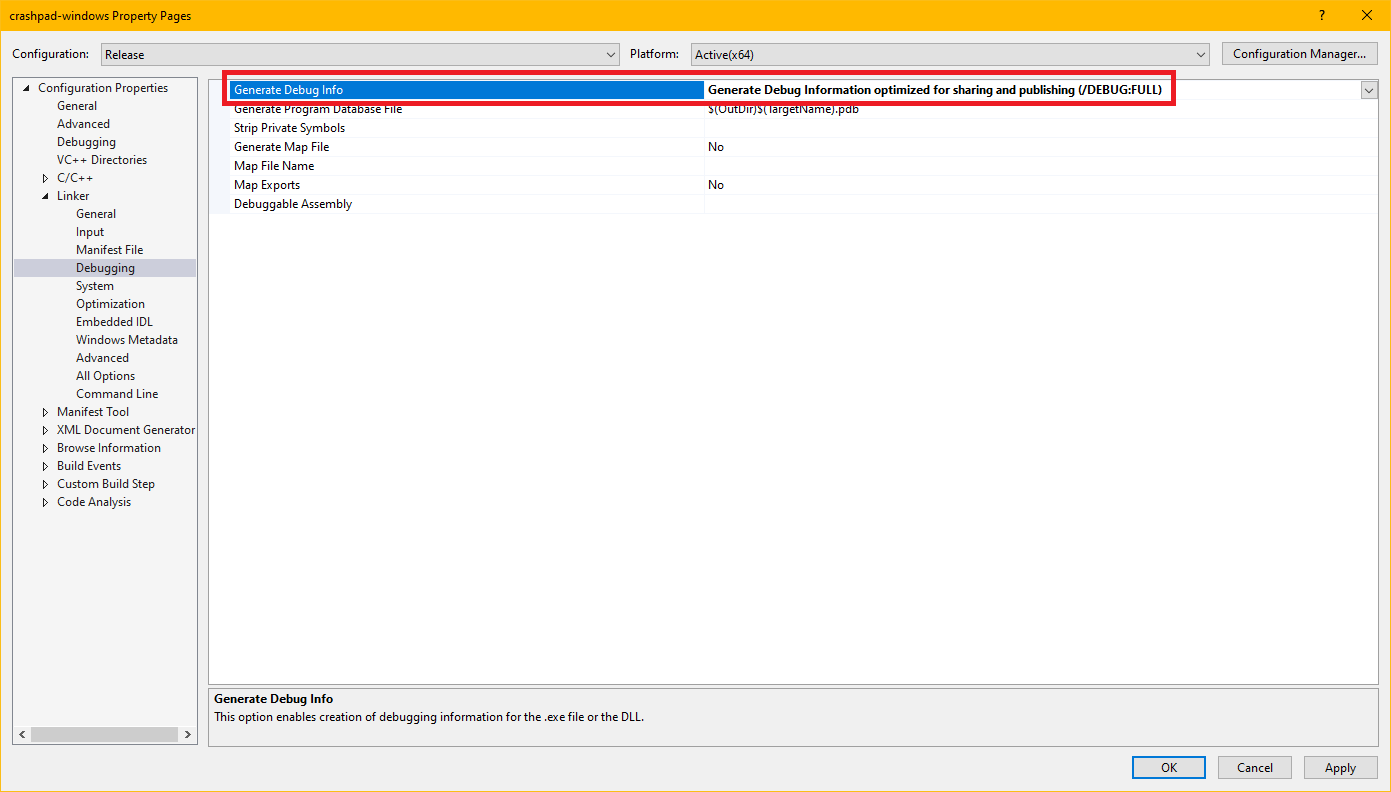 crashpad-windows Property Pages
?
Configuration: Release Platform: Active(x64) Configuration Manager...
Configuration Properties
General
Advanced
Debugging
VC++ Directories
C/C++
Linker
General
Input
Manifest File
Debugging
System
Optimization
Embedded IDL
Windows Metadata
Advanced
All Options
Command Line
Manifest Tool
XML Document Generator
Browse Information
Build Events
Custom Build Step
Code Analysis
Generate Debug Info Generate Debug Information optimized for sharing and publishing (/DEBUG:FULL)
Generate Program Database File $(OutDir)$(TargetName).pdb
Strip Private Symbols
Generate Map File No
Map File Name
Map Exports No
Debuggable Assembly
Generate Debug Info
This option enables creation of debugging information for the .exe file or the DLL.
OK Cancel Apply